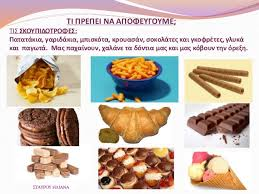 ΤΙ ΠΡΕΠΕΙ ΝΑ ΑΠΟΦΕΥΓΟΥΜΕ;
ΤΙΣ ΣΚΟΥΠΙΔΟΤΡΟΦΕΣ:
Πατατάκια, γαριδάκια, μπισκότα, κρουασάν, σοκολάτες και γκοφρέτες, γλυκά
και παγωτά. Μας παχαίνουν, χαλάνε τα δόντια μας και μας κόβουν την όρεξη.
ΣΤΑΥΡΟΥ ΗΛΙΑΝΑ